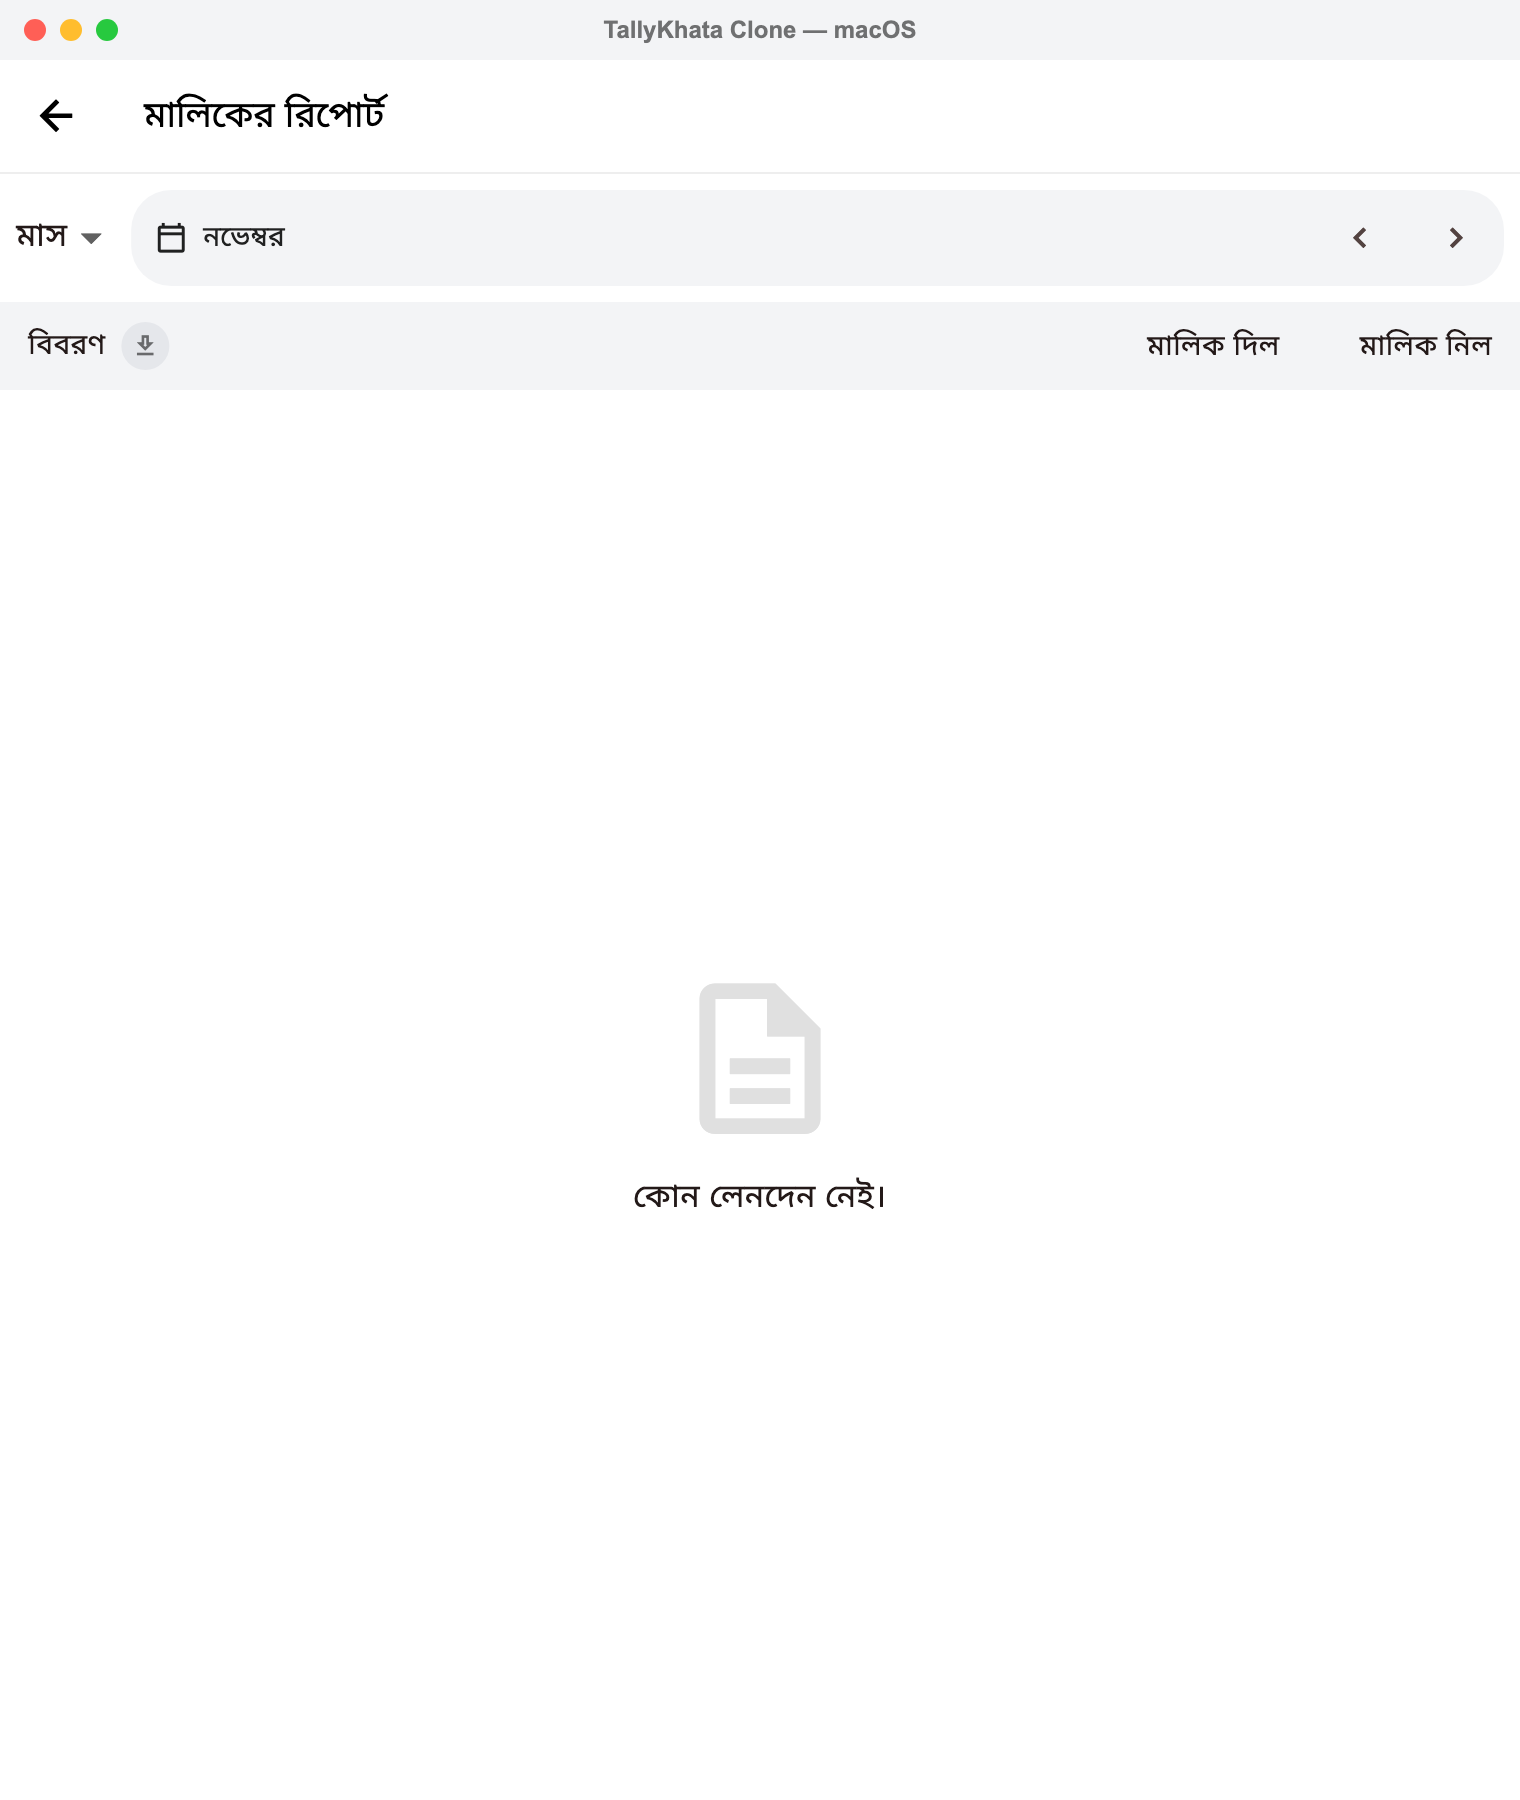 TallyKhata Clone — macOS
মালিকের রিপোর্ট
মাস
নভেম্বর
বিবরণ মালিক দিল মালিক নিল
কোন লেনদেন নেই।